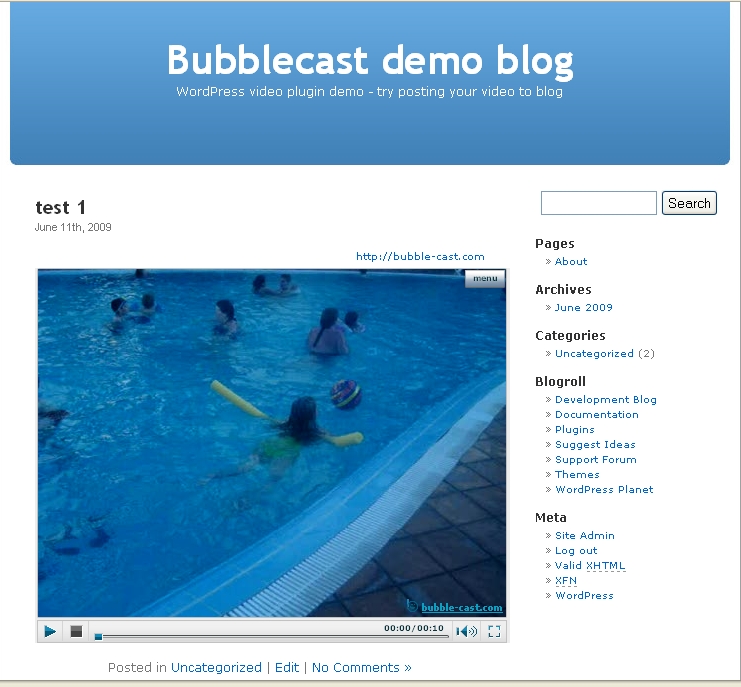 Bubblecast demo blog
WordPress video plugin demo - try posting your video to blog
test 1
June 11th, 2009
http://bubble-cast.com
menu
bubble-cast.com
00:00/00:10
Posted in Uncategorized | Edit | No Comments »
Search
Pages
» About
Archives
» June 2009
Categories
» Uncategorized (2)
Blogroll
» Development Blog
» Documentation
» Plugins
» Suggest Ideas
» Support Forum
» Themes
» WordPress Planet
Meta
» Site Admin
» Log out
» Valid XHTML
» XFN
» WordPress